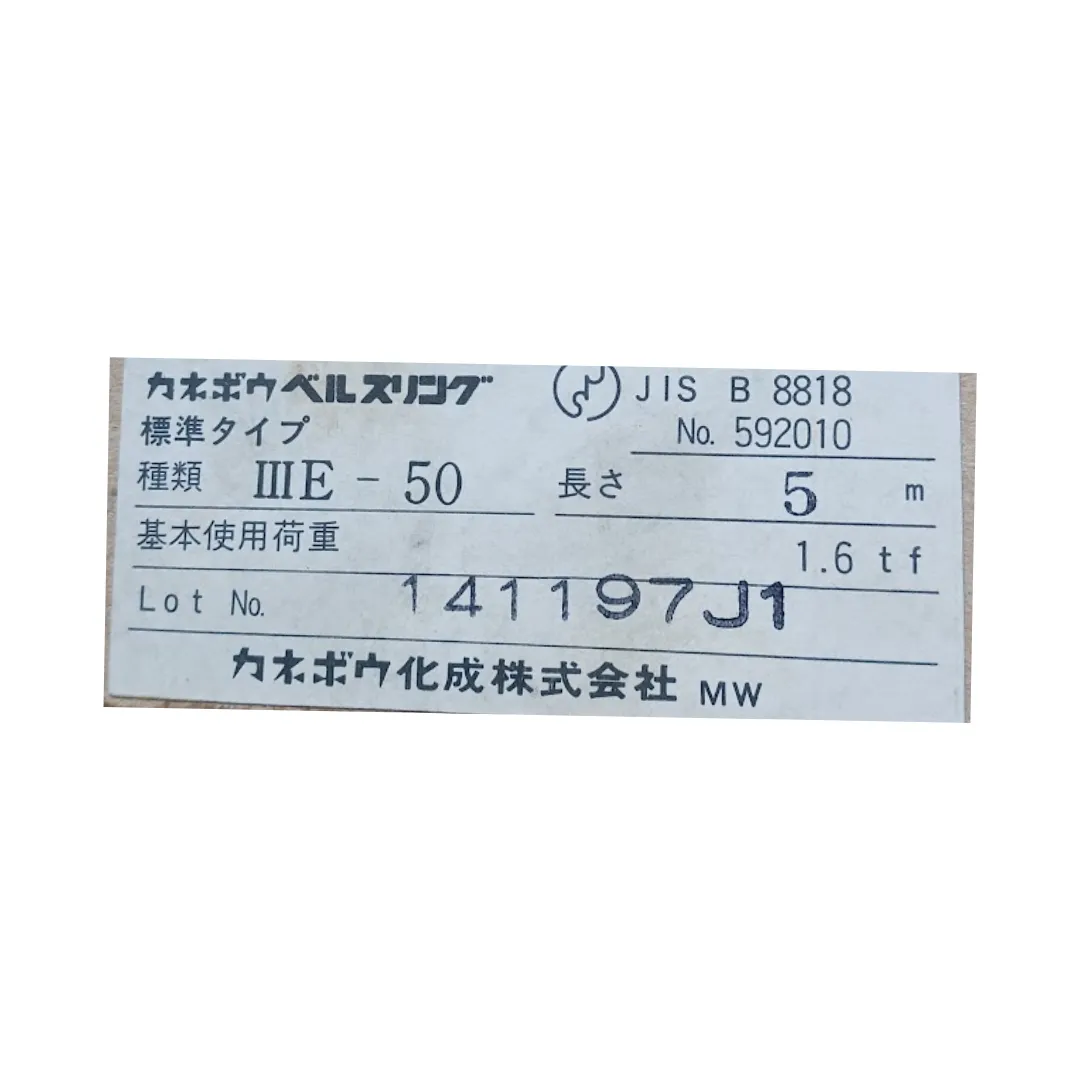 カネボウベルスリング JIS B 8818
標準タイプ No. 592010
種類 ⅢE - 50 長さ 5 m
基本使用荷重 1.6 tf
Lot No. 141197J1
カネボウ化成株式会社 MW